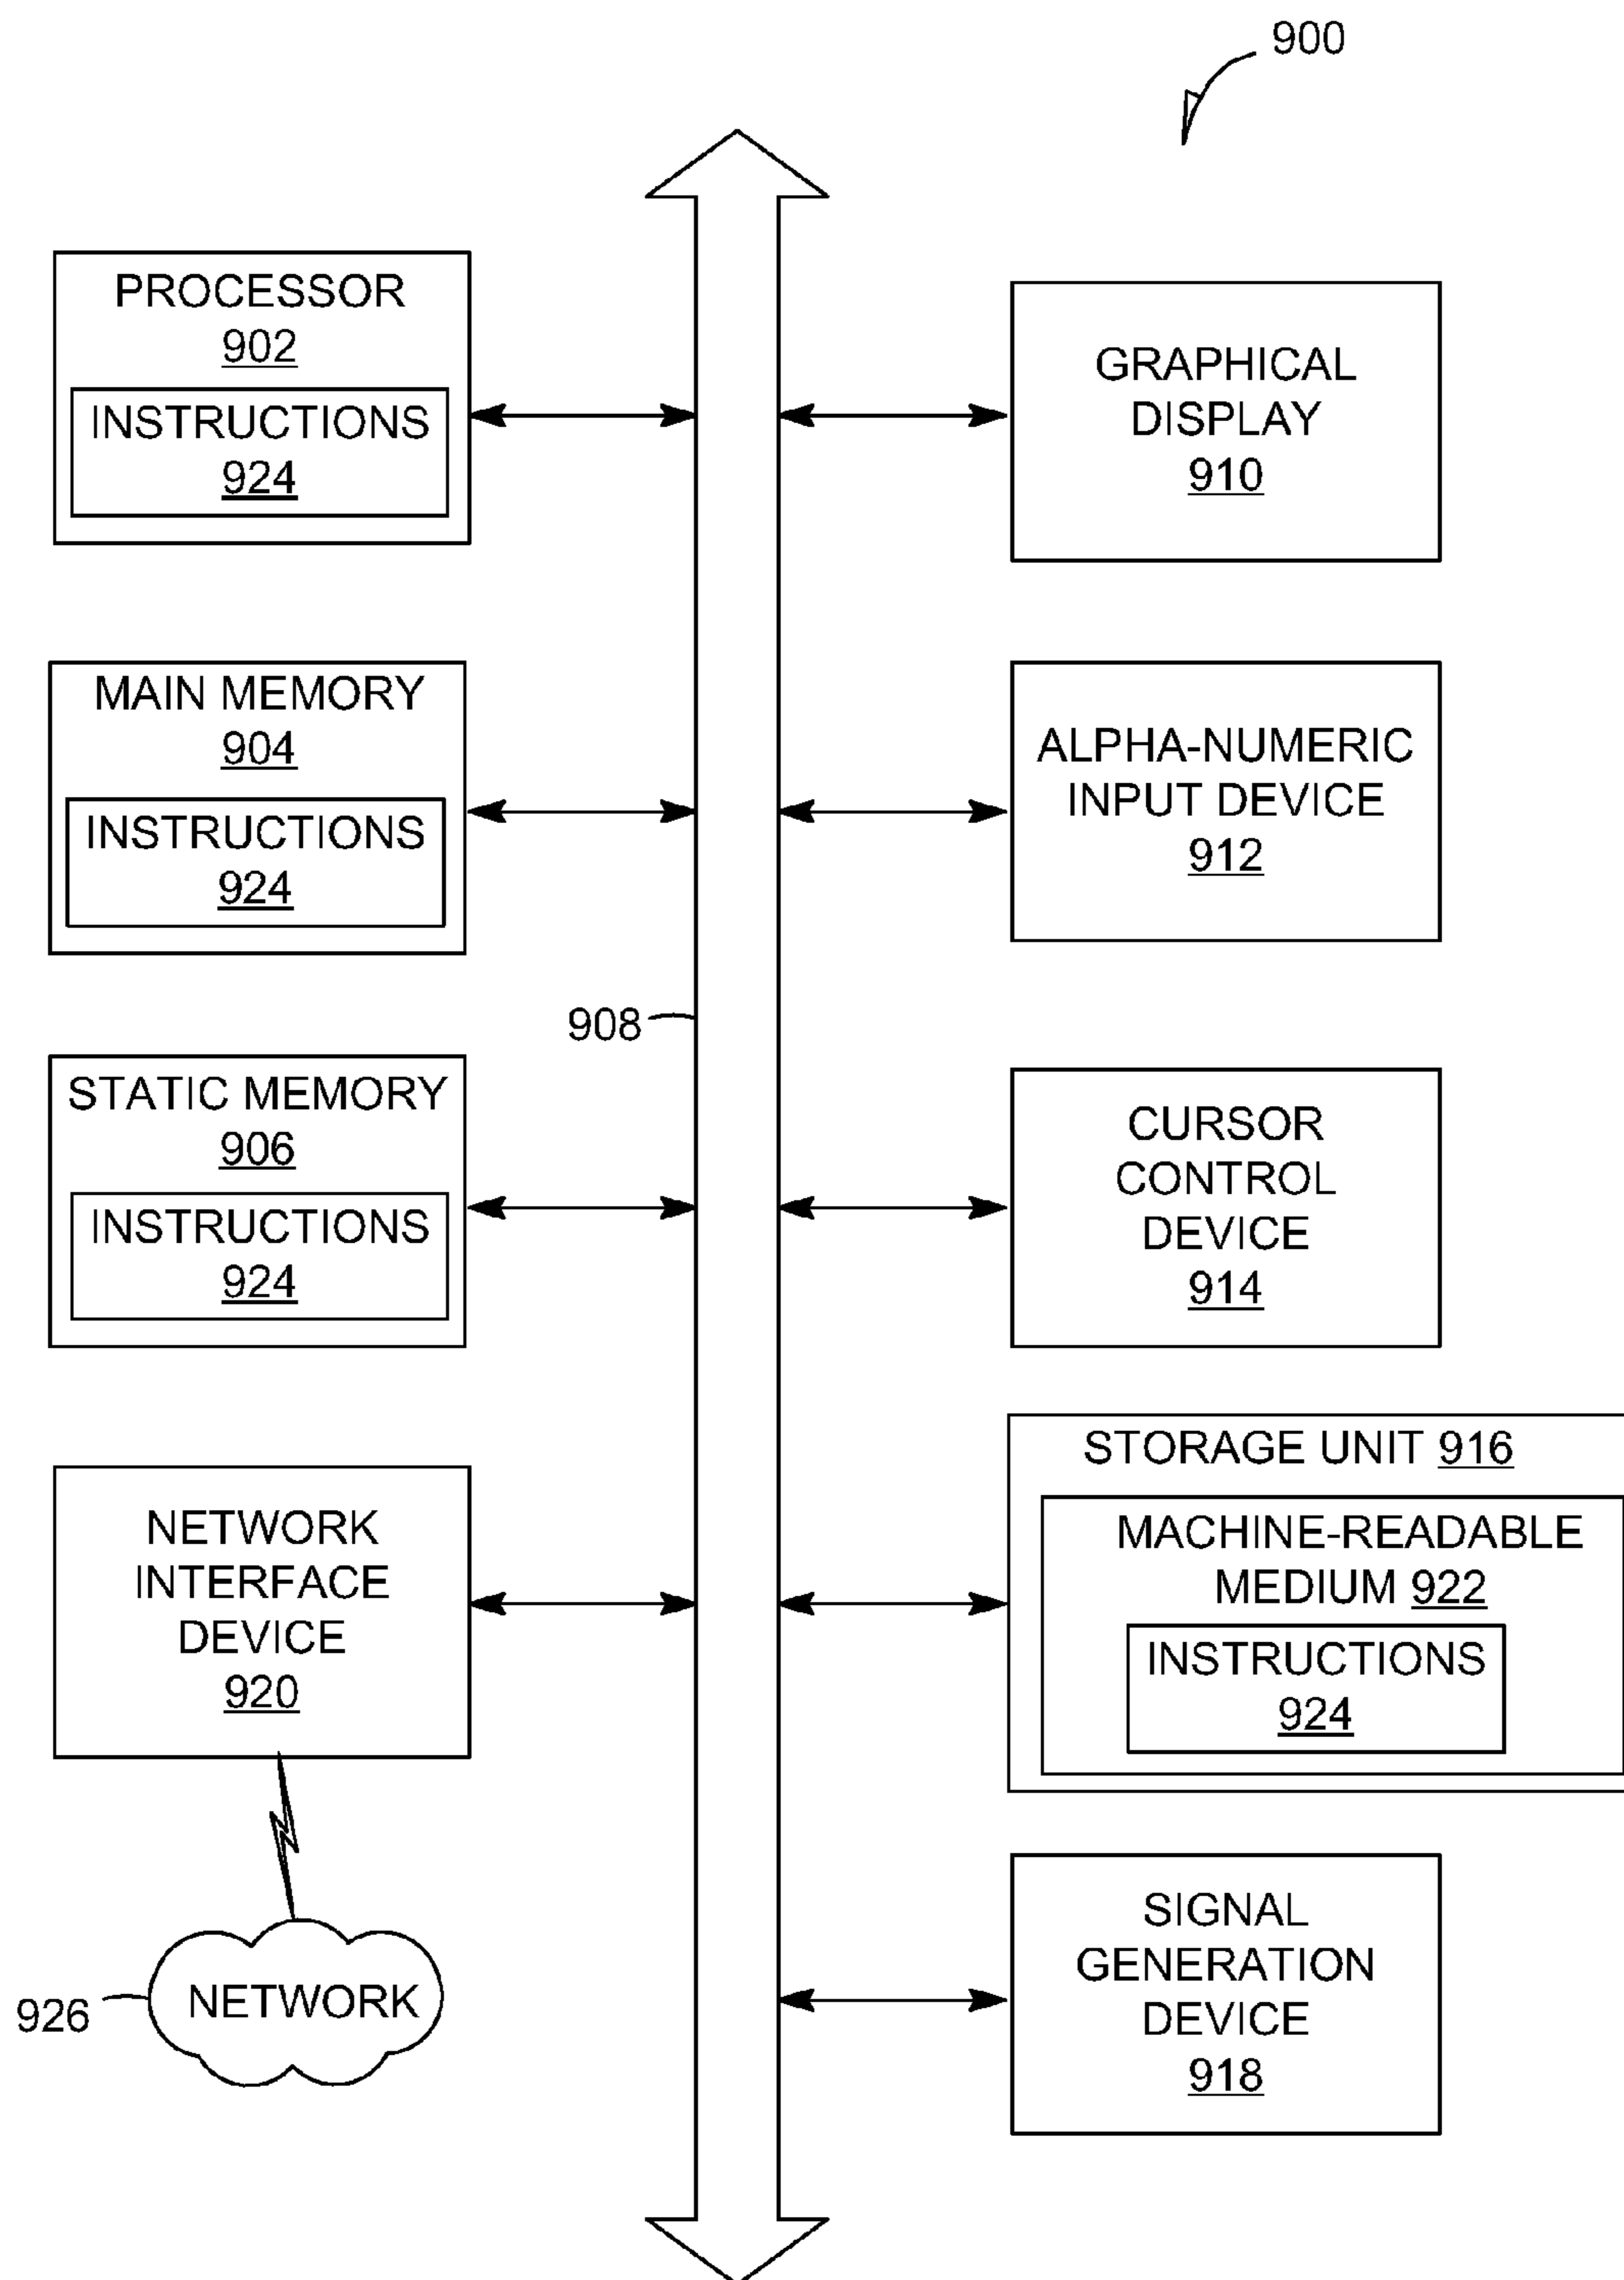 900
PROCESSOR
902
INSTRUCTIONS
924
GRAPHICAL
DISPLAY
910
MAIN MEMORY
904
INSTRUCTIONS
924
ALPHA-NUMERIC
INPUT DEVICE
912
908
STATIC MEMORY
906
INSTRUCTIONS
924
CURSOR
CONTROL
DEVICE
914
NETWORK
INTERFACE
DEVICE
920
STORAGE UNIT 916
MACHINE-READABLE
MEDIUM 922
INSTRUCTIONS
924
926
NETWORK
SIGNAL
GENERATION
DEVICE
918